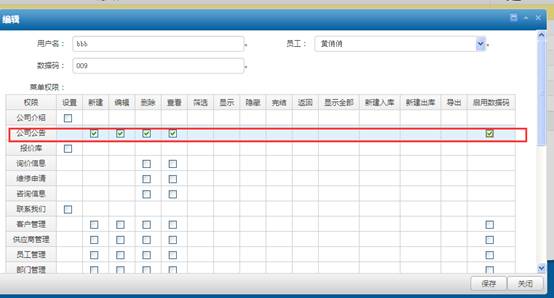 编辑
用户名： bbb * 员工： 黄俏俏 *
数据码： 009
菜单权限：
权限 设置 新建 编辑 删除 查看 筛选 显示 隐藏 完结 返回 显示全部 新建入库 新建出库 导出 启用数据码
公司介绍
公司公告
报价库
询价信息
维修申请
咨询信息
联系我们
客户管理
供应商管理
员工管理
部门管理
保存 关闭